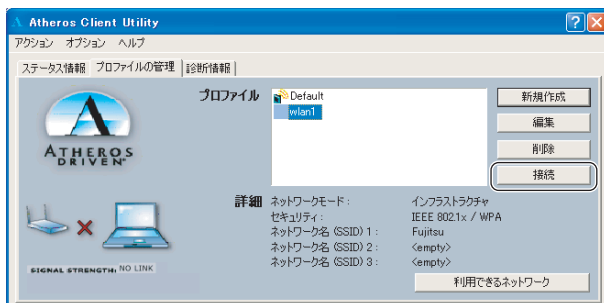 Atheros Client Utility
アクション オプション ヘルプ
ステータス情報 プロファイルの管理 診断情報
プロファイル
Default
wlan1
新規作成
編集
削除
接続
ATHEROS
DRIVEN
詳細
ネットワークモード: インフラストラクチャ
セキュリティ: IEEE 802.1x / WPA
ネットワーク名 (SSID) 1: Fujitsu
ネットワーク名 (SSID) 2: <empty>
ネットワーク名 (SSID) 3: <empty>
SIGNAL STRENGTH: NO LINK
利用できるネットワーク